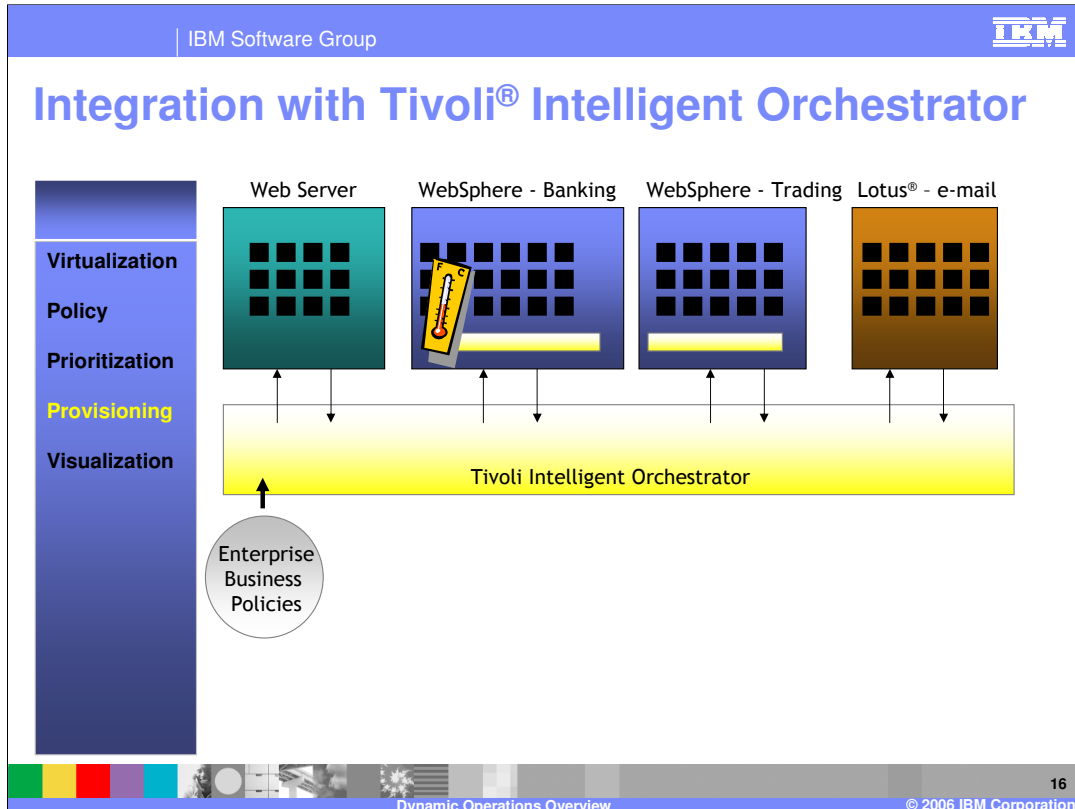 IBM Software Group
IBM
Integration with Tivoli® Intelligent Orchestrator
Virtualization
Policy
Prioritization
Provisioning
Visualization
Web Server
WebSphere - Banking
WebSphere - Trading
Lotus® - e-mail
F C
Tivoli Intelligent Orchestrator
Enterprise
Business
Policies
16
Dynamic Operations Overview
© 2006 IBM Corporation